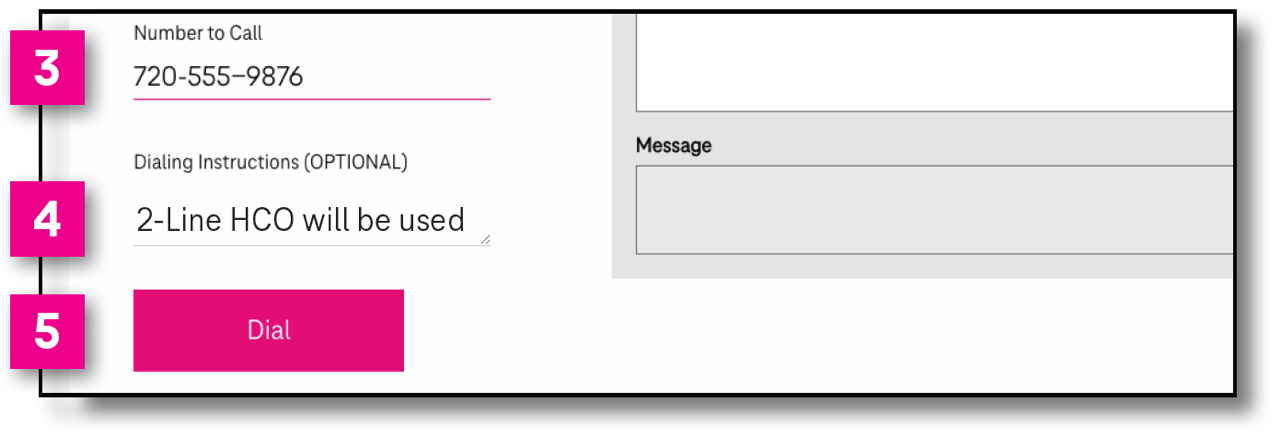 3
Number to Call
720-555-9876
Dialing Instructions (OPTIONAL)
4
2-Line HCO will be used
5
Dial
Message